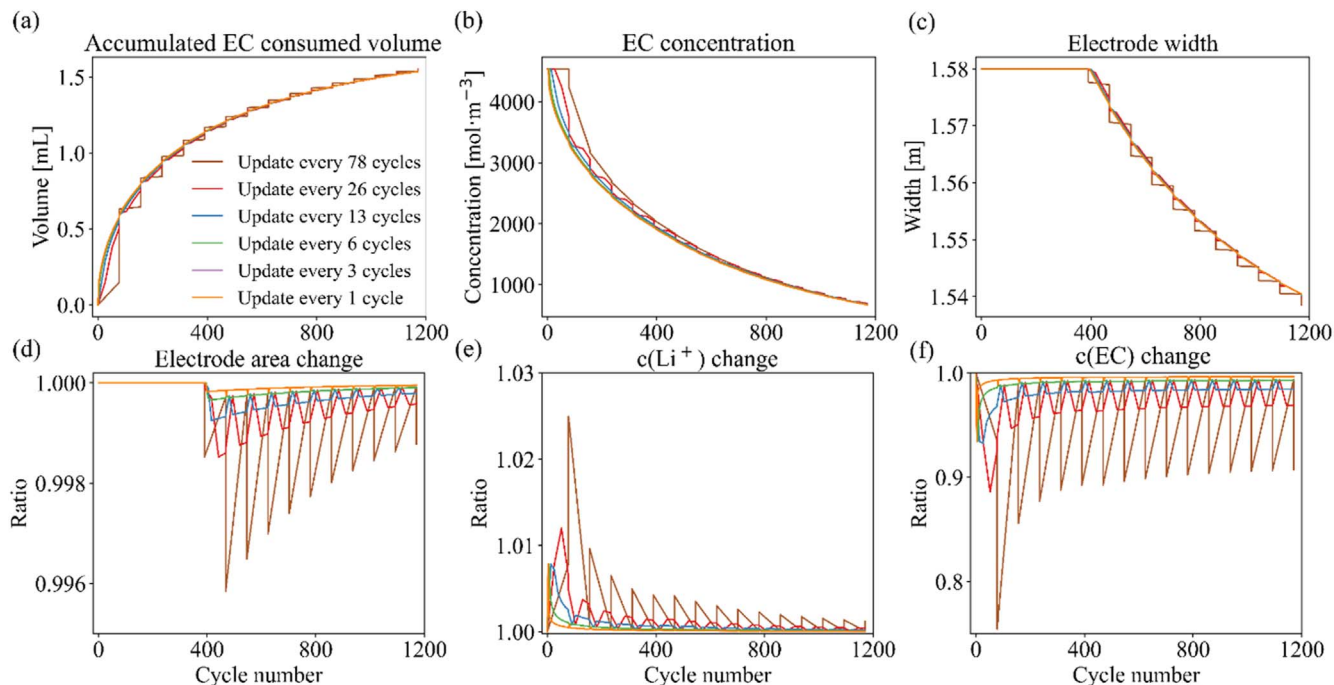 (a)
Accumulated EC consumed volume
Volume [mL]
1.5
1.0
0.5
0.0
Update every 78 cycles
Update every 26 cycles
Update every 13 cycles
Update every 6 cycles
Update every 3 cycles
Update every 1 cycle
0
400
800
1200
(b)
EC concentration
Concentration [mol·m⁻³]
4000
3000
2000
1000
0
400
800
1200
(c)
Electrode width
Width [m]
1.58
1.57
1.56
1.55
1.54
0
400
800
1200
(d)
Electrode area change
Ratio
1.000
0.998
0.996
0
400
800
1200
Cycle number
(e)
c(Li⁺) change
Ratio
1.03
1.02
1.01
1.00
0
400
800
1200
Cycle number
(f)
c(EC) change
Ratio
1.0
0.9
0.8
0
400
800
1200
Cycle number